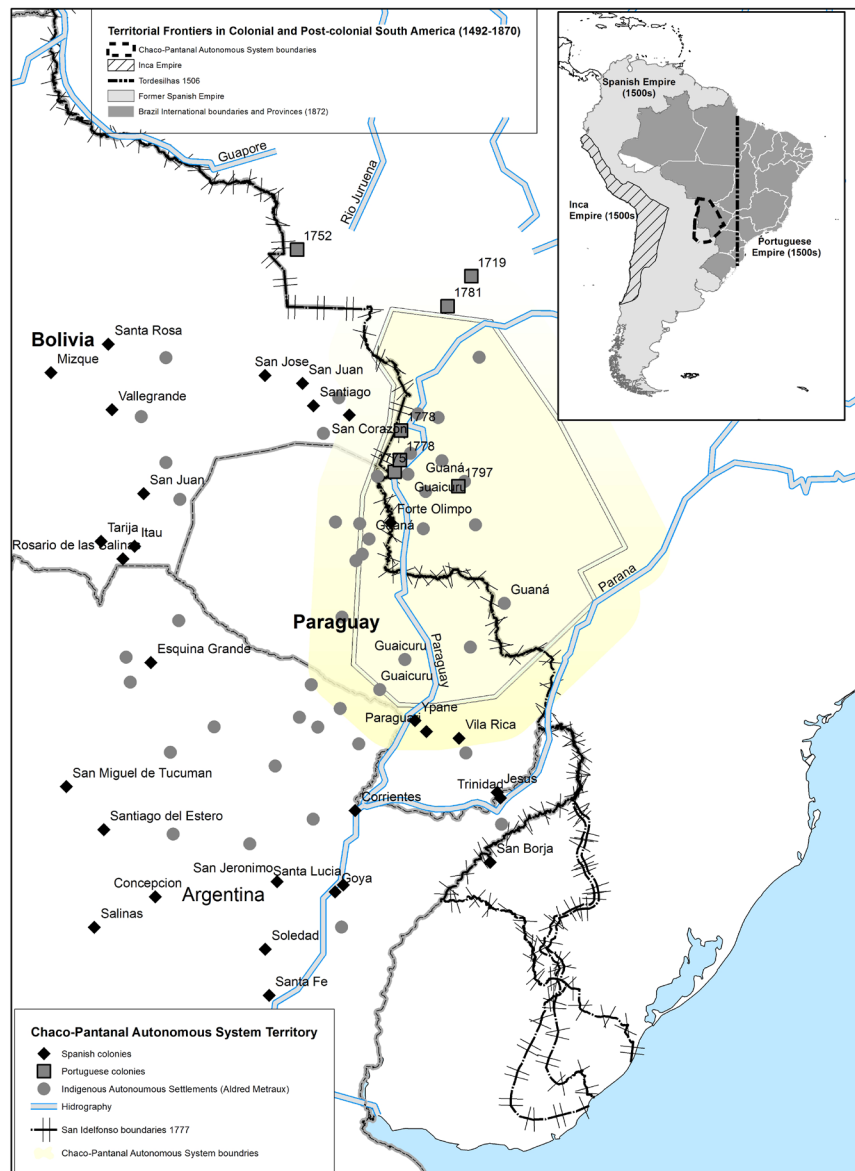 Territorial Frontiers in Colonial and Post-colonial South America (1492-1870)
Chaco-Pantanal Autonomous System boundaries
Inca Empire
Tordesilhas 1506
Former Spanish Empire
Brazil International boundaries and Provinces (1872)
Spanish Empire
(1500s)
Inca
Empire (1500s)
Portuguese
Empire (1500s)
Guapore
Rio Juruena
1752
1719
1781
Bolivia
Santa Rosa
Mizque
San Jose
San Juan
Vallegrande
Santiago
San Corazón
1778
1778
1775
Guaná
1797
Guaicuru
San Juan
Forte Olimpo
Guaná
Tarija
Itau
Rosario de las Salinas
Parana
Guaná
Paraguay
Esquina Grande
Guaicuru
Paraguay
Guaicuru
Ypane
Paraguari
Vila Rica
San Miguel de Tucuman
Jesus
Trinidad
Corrientes
Santiago del Estero
San Borja
San Jeronimo
Santa Lucia
Goya
Concepcion
Argentina
Salinas
Soledad
Santa Fe
Chaco-Pantanal Autonomous System Territory
Spanish colonies
Portuguese colonies
Indigenous Autonoumous Settlements (Aldred Metraux)
Hidrography
San Idelfonso boundaries 1777
Chaco-Pantanal Autonomous System boundries